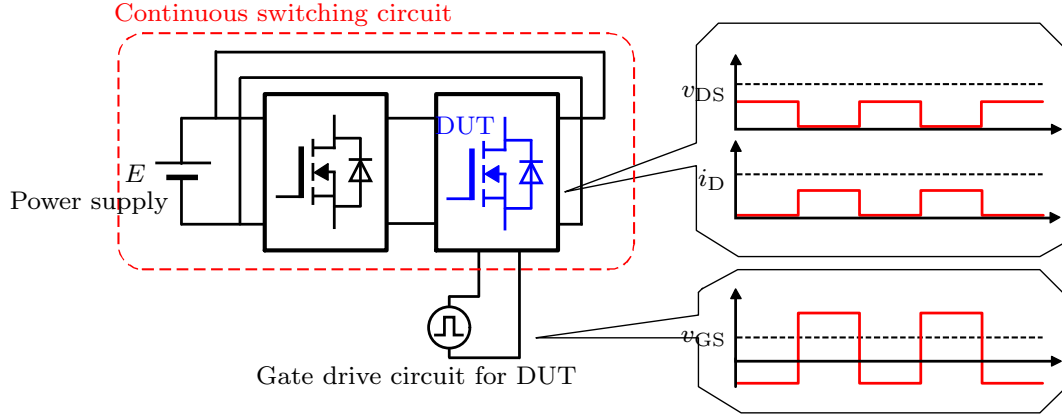 Continuous switching circuit
DUT
E
Power supply
Gate drive circuit for DUT
vDS
iD
vGS